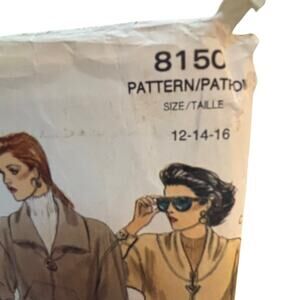 8150
PATTERN/PATRON
SIZE/TAILLE
12-14-16